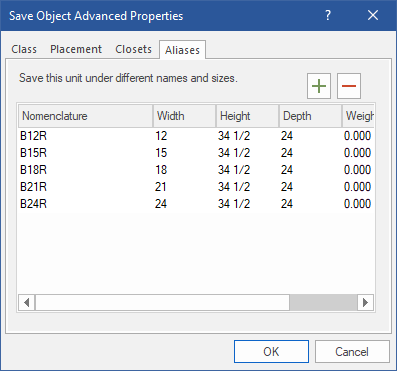 Save Object Advanced Properties
Class Placement Closets Aliases
Save this unit under different names and sizes.
Nomenclature Width Height Depth Weigh
B12R 12 34 1/2 24 0.000
B15R 15 34 1/2 24 0.000
B18R 18 34 1/2 24 0.000
B21R 21 34 1/2 24 0.000
B24R 24 34 1/2 24 0.000
OK Cancel